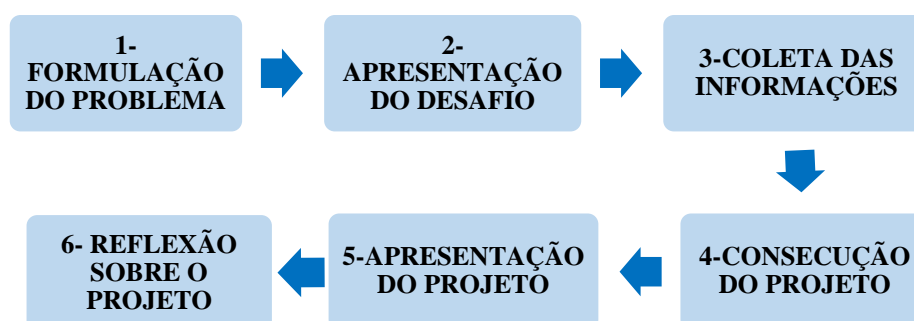 1-
FORMULAÇÃO
DO PROBLEMA
2-
APRESENTAÇÃO
DO DESAFIO
3-COLETA DAS
INFORMAÇÕES
4-CONSECUÇÃO
DO PROJETO
5-APRESENTAÇÃO
DO PROJETO
6- REFLEXÃO
SOBRE O
PROJETO